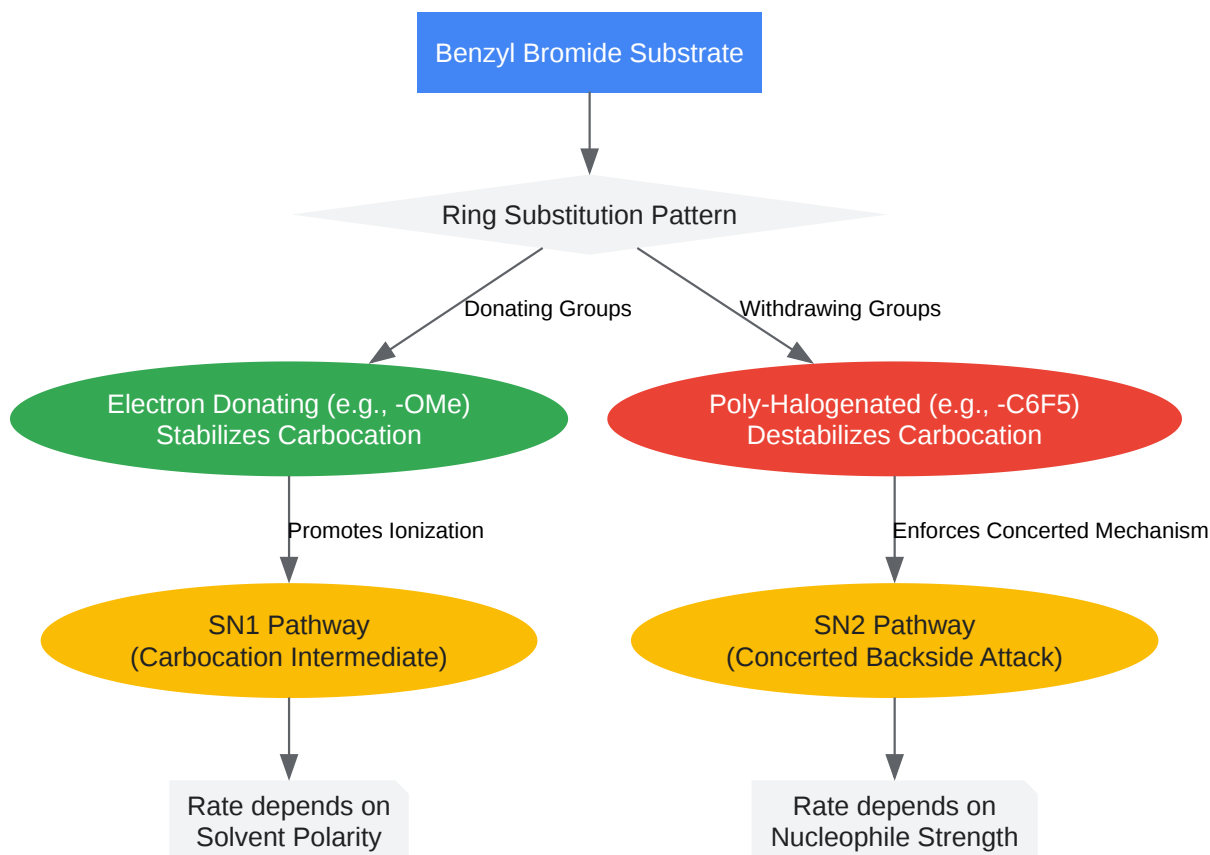 Benzyl Bromide Substrate
Ring Substitution Pattern
Donating Groups
Withdrawing Groups
Electron Donating (e.g., -OMe)
Stabilizes Carbocation
Poly-Halogenated (e.g., -C6F5)
Destabilizes Carbocation
Promotes Ionization
Enforces Concerted Mechanism
SN1 Pathway
(Carbocation Intermediate)
SN2 Pathway
(Concerted Backside Attack)
Rate depends on
Solvent Polarity
Rate depends on
Nucleophile Strength